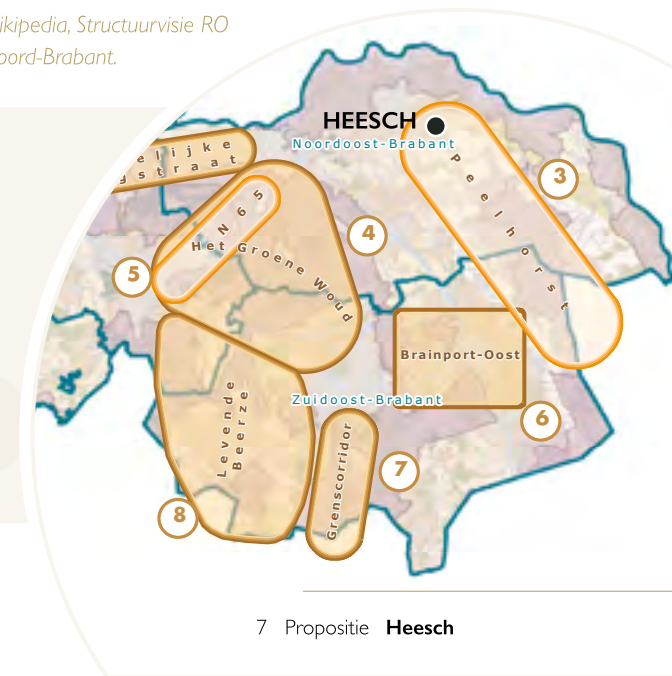 ikipedia, Structuurvisie RO
oord-Brabant.
HEESCH
Noordoost-Brabant
elijke
gstraat
Peelhorst
3
N65
4
Het Groene Woud
5
Brainport-Oost
Zuidoost-Brabant
6
Levende
Beerze
Grenscorridor
7
8
7 Propositie Heesch